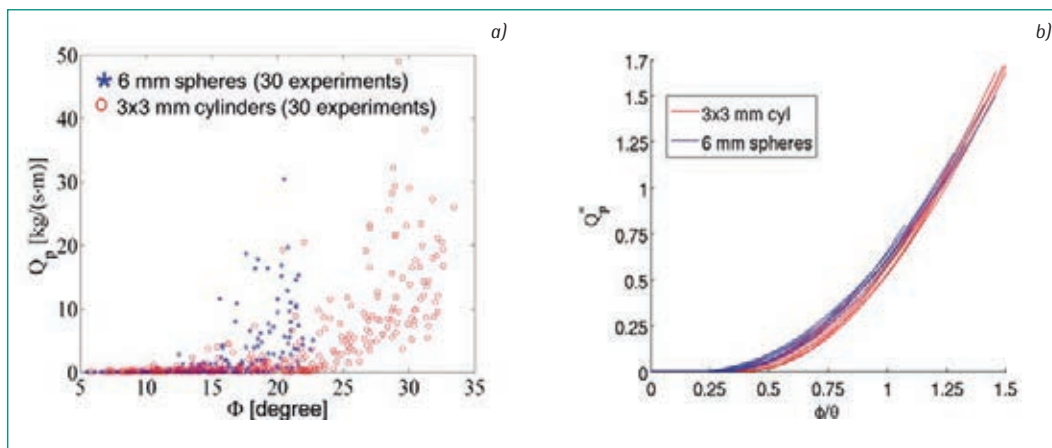 a)
50
40
30
20
10
0
5 10 15 20 25 30 35
Q_p [kg/(s·m)]
Φ [degree]
6 mm spheres (30 experiments)
3x3 mm cylinders (30 experiments)
b)
1.7
1.5
1.25
1
0.75
0.5
0.25
0
0 0.25 0.5 0.75 1 1.25 1.5
Φ/θ
3x3 mm cyl
6 mm spheres